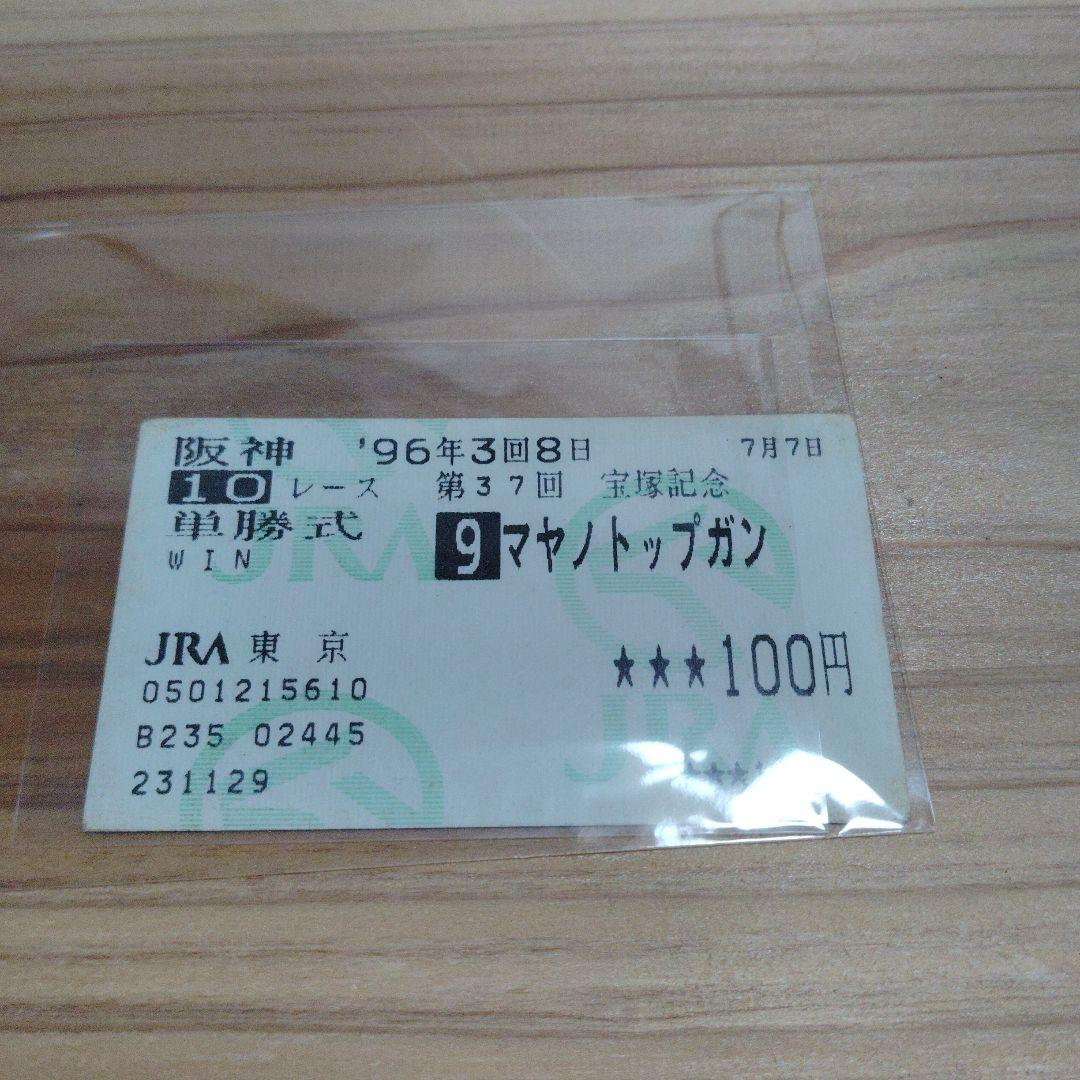 阪神 '96年3回8日 7月7日
10レース 第37回 宝塚記念
単勝式 9マヤノトップガン
WIN
JRA 東京 ★★★100円
0501215610
B235 02445
231129